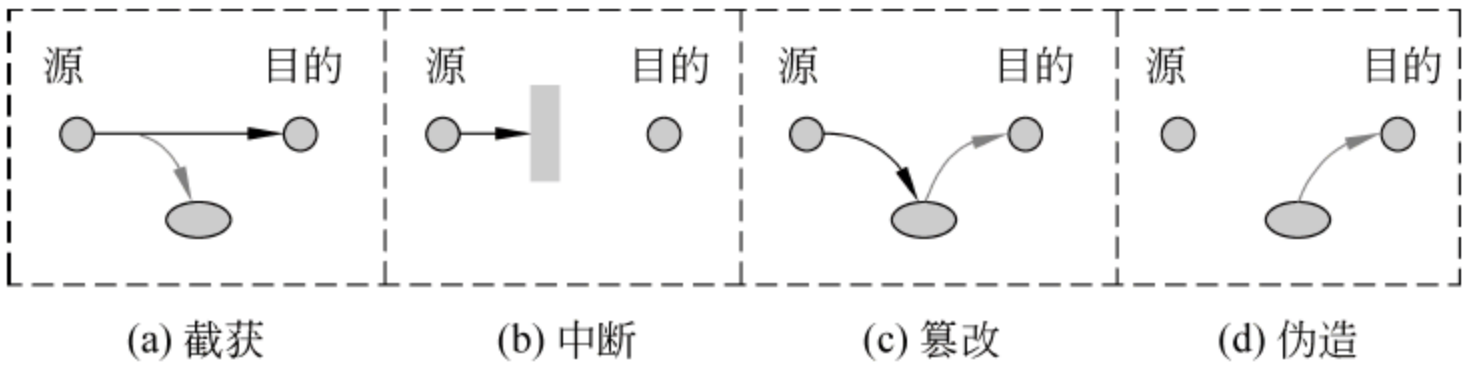 源 目的 源 目的 源 目的 源 目的
(a) 截获 (b) 中断 (c) 篡改 (d) 伪造